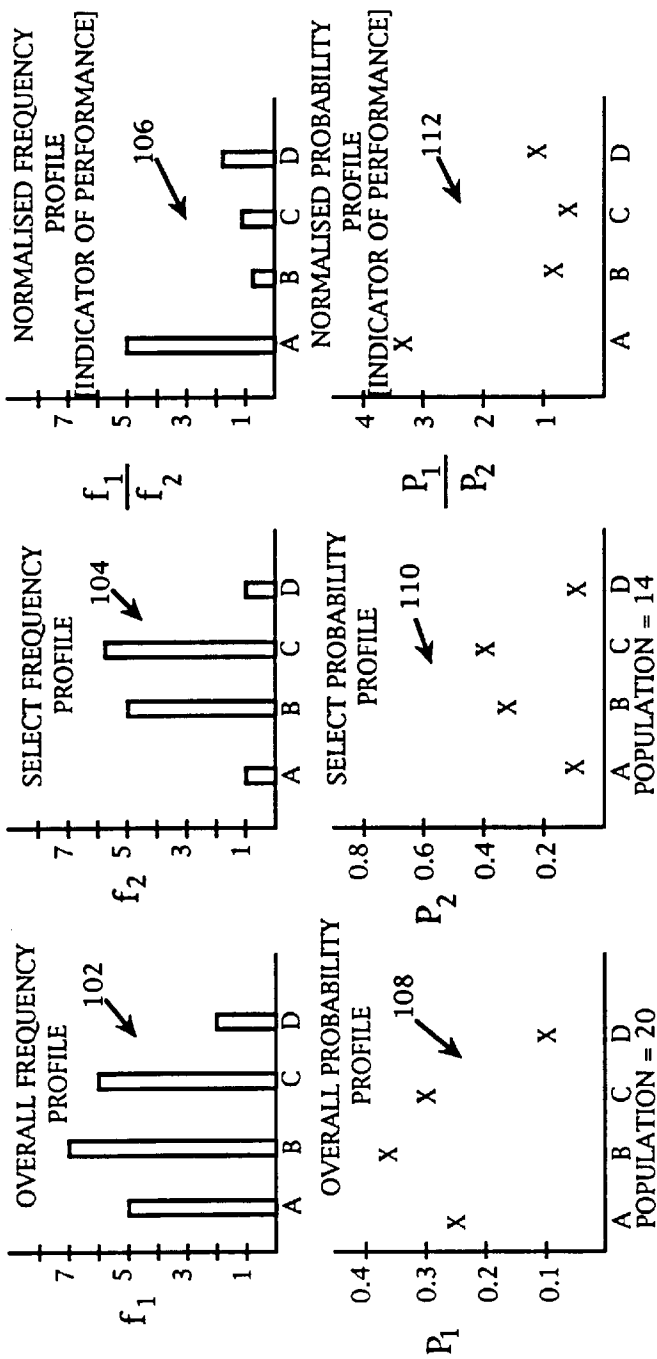 OVERALL FREQUENCY
PROFILE
102
f1
7
5
3
1
A B C D
SELECT FREQUENCY
PROFILE
104
f2
7
5
3
1
A B C D
NORMALISED FREQUENCY
PROFILE
[INDICATOR OF PERFORMANCE]
106
f1
f2
7
5
3
1
A B C D
OVERALL PROBABILITY
PROFILE
108
P1
0.4
0.3
0.2
0.1
X X X X
A B C D
POPULATION = 20
SELECT PROBABILITY
PROFILE
110
P2
0.8
0.6
0.4
0.2
X X X X
A B C D
POPULATION = 14
NORMALISED PROBABILITY
PROFILE
[INDICATOR OF PERFORMANCE]
112
P1
P2
4
3
2
1
X X X X
A B C D